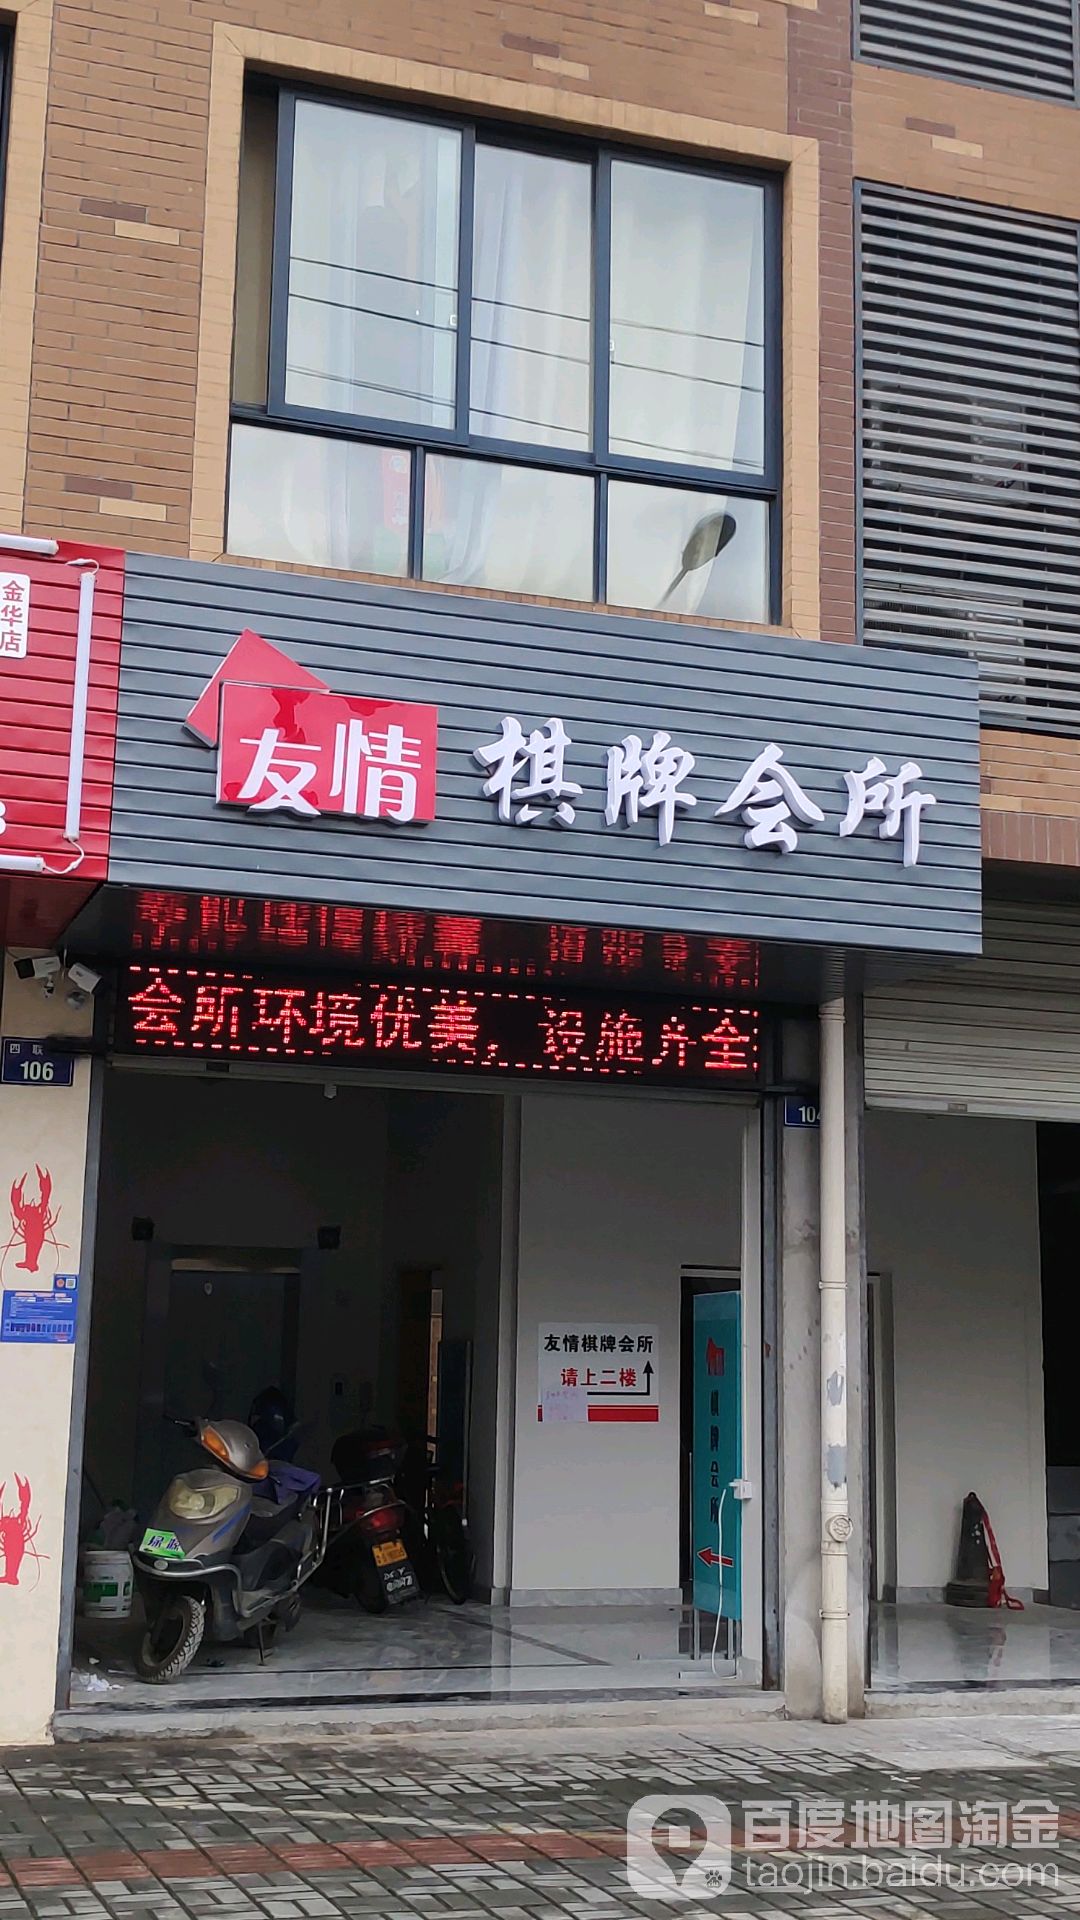 金华店
友情 棋牌会所
会所环境优美，设施齐全
四联
106
104
友情棋牌会所
请上二楼
棋牌会所
绿源
百度地图淘金
taojin.baidu.com